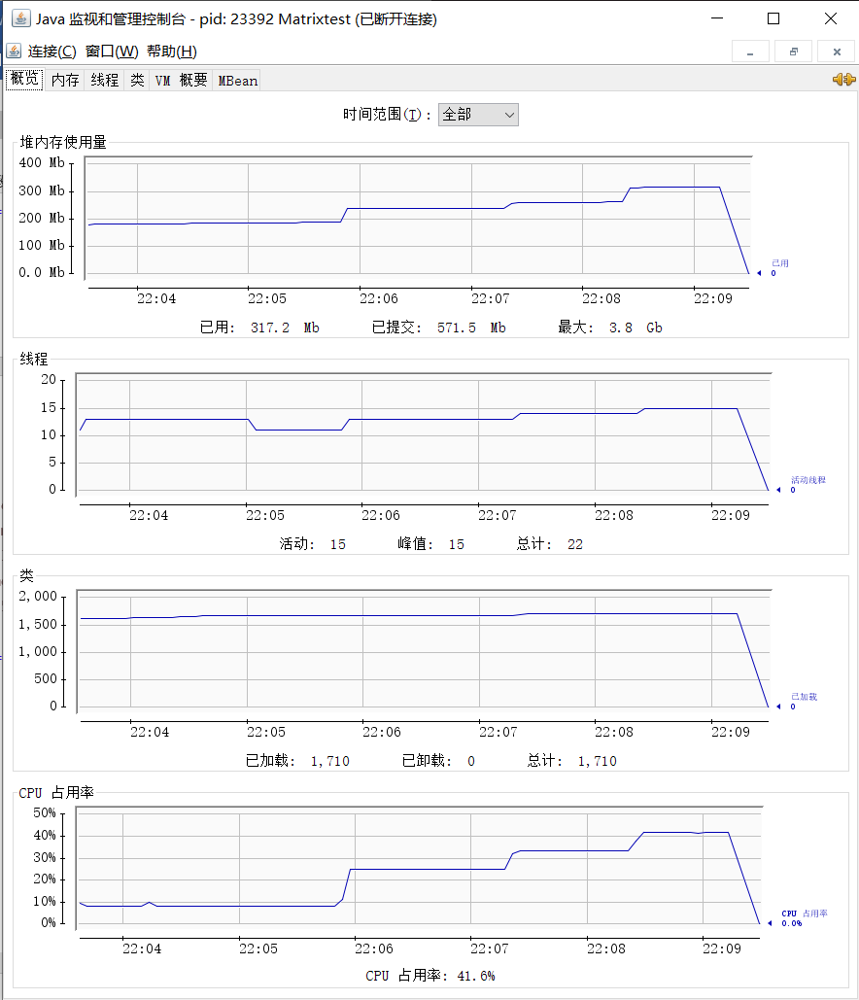 Java 监视和管理控制台 - pid: 23392 Matrixtest (已断开连接)
连接(C) 窗口(W) 帮助(H)
概览 内存 线程 类 VM 概要 MBean
时间范围(T): 全部
堆内存使用量
400 Mb
300 Mb
200 Mb
100 Mb
0.0 Mb
已用
0
22:04 22:05 22:06 22:07 22:08 22:09
已用: 317.2 Mb 已提交: 571.5 Mb 最大: 3.8 Gb
线程
20
15
10
5
0
活动线程
0
22:04 22:05 22:06 22:07 22:08 22:09
活动: 15 峰值: 15 总计: 22
类
2,000
1,500
1,000
500
0
已加载
0
22:04 22:05 22:06 22:07 22:08 22:09
已加载: 1,710 已卸载: 0 总计: 1,710
CPU 占用率
50%
40%
30%
20%
10%
0%
CPU 占用率
0.0%
22:04 22:05 22:06 22:07 22:08 22:09
CPU 占用率: 41.6%